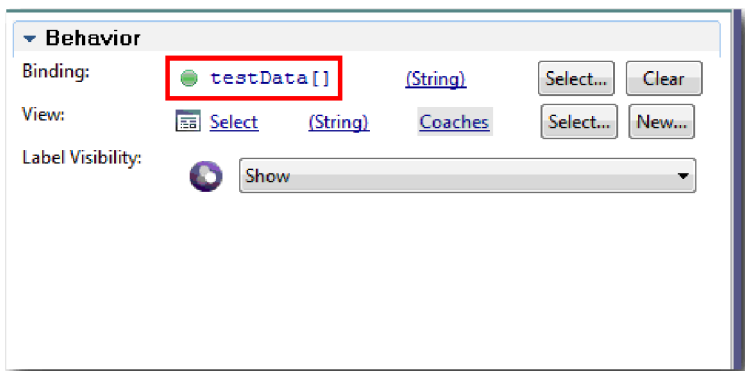 Behavior
Binding: testData[] (String) Select... Clear
View: Select (String) Coaches Select... New...
Label Visibility: Show